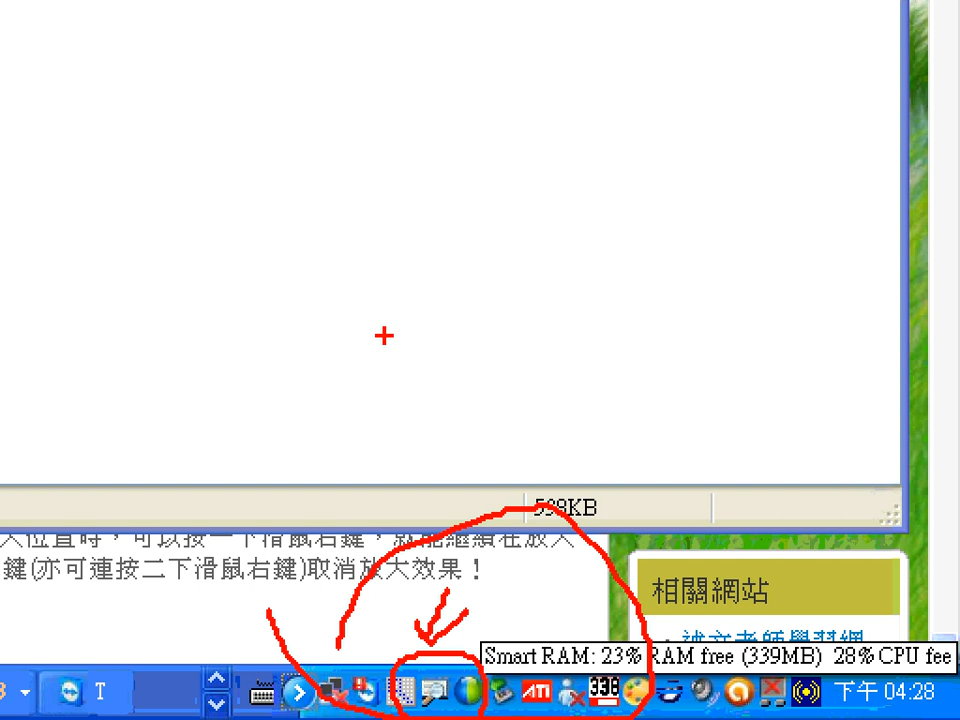 598KB
大位置時，可以按一下滑鼠右鍵，就能繼續在放大
鍵(亦可連按二下滑鼠右鍵)取消放大效果！
相關網站
Smart RAM: 23% RAM free (339MB) 28% CPU fee
T
ATI
338
下午 04:28